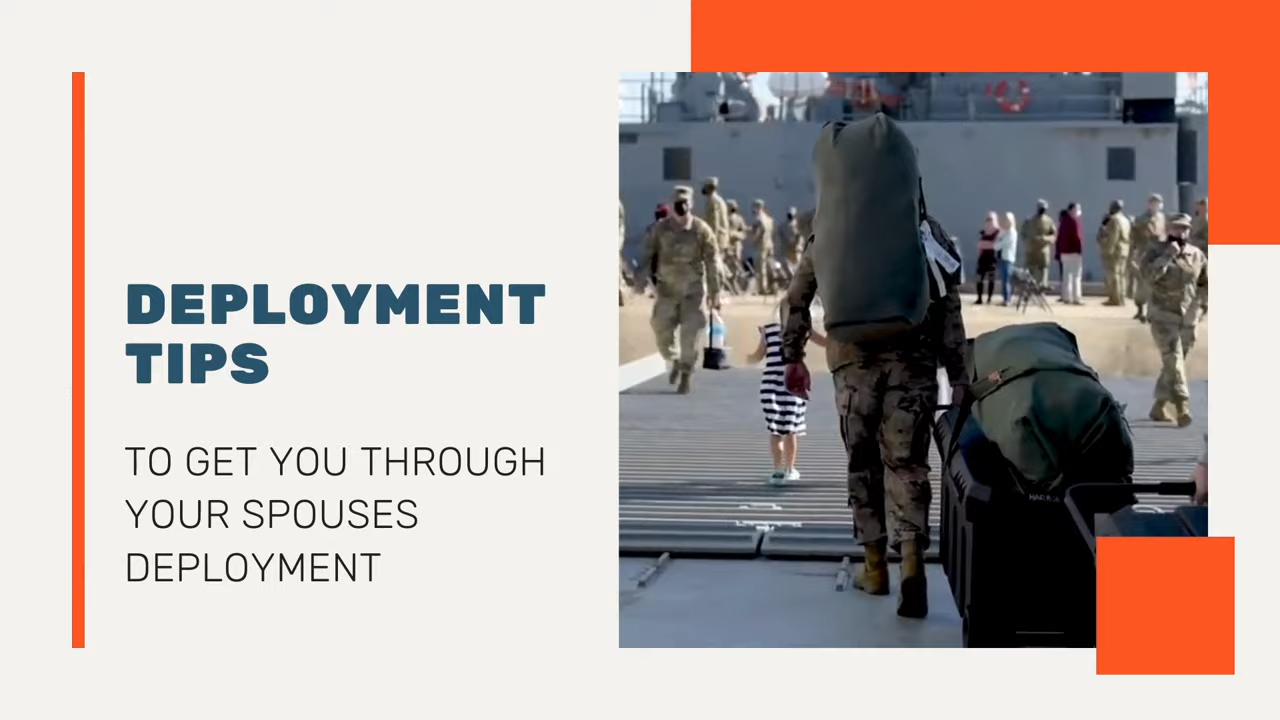 DEPLOYMENT
TIPS
TO GET YOU THROUGH
YOUR SPOUSES
DEPLOYMENT